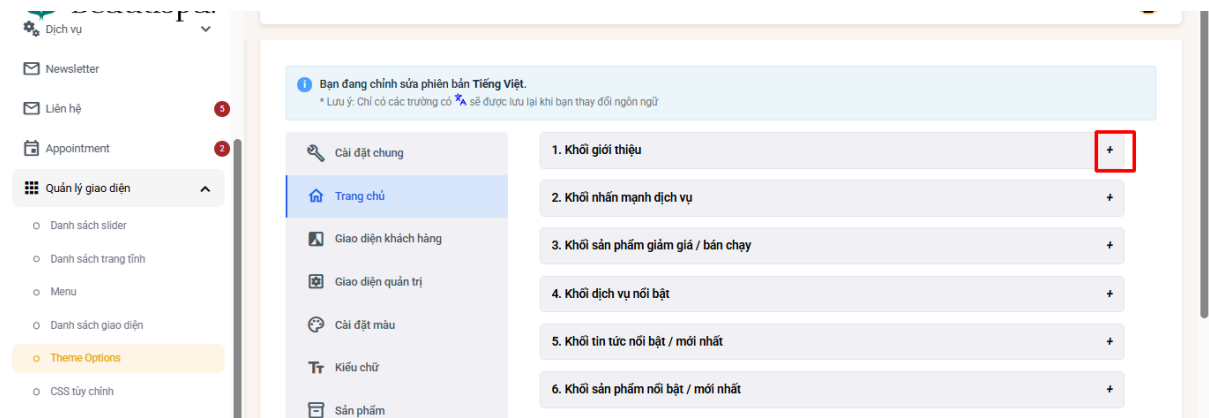 Dịch vụ
Newsletter
Liên hệ
5
Appointment
2
Quản lý giao diện
Danh sách slider
Danh sách trang tĩnh
Menu
Danh sách giao diện
Theme Options
CSS tùy chỉnh
Bạn đang chỉnh sửa phiên bản Tiếng Việt.
* Lưu ý: Chỉ có các trường có sẽ được lưu lại khi bạn thay đổi ngôn ngữ
Cài đặt chung
Trang chủ
Giao diện khách hàng
Giao diện quản trị
Cài đặt màu
Kiểu chữ
Sản phẩm
1. Khối giới thiệu +
2. Khối nhấn mạnh dịch vụ +
3. Khối sản phẩm giảm giá / bán chạy +
4. Khối dịch vụ nổi bật +
5. Khối tin tức nổi bật / mới nhất +
6. Khối sản phẩm nổi bật / mới nhất +